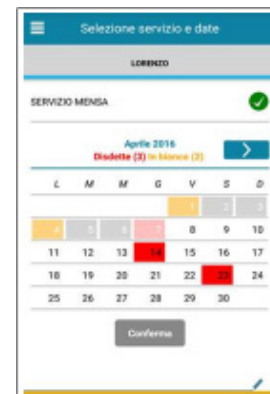 Selezione servizio e date
LORENZO
SERVIZIO MENSA
Aprile 2016
Disdette (3) In bianco (2)
L M M G V S D
1 2 3
4 5 6 7 8 9 10
11 12 13 14 15 16 17
18 19 20 21 22 23 24
25 26 27 28 29 30
Conferma